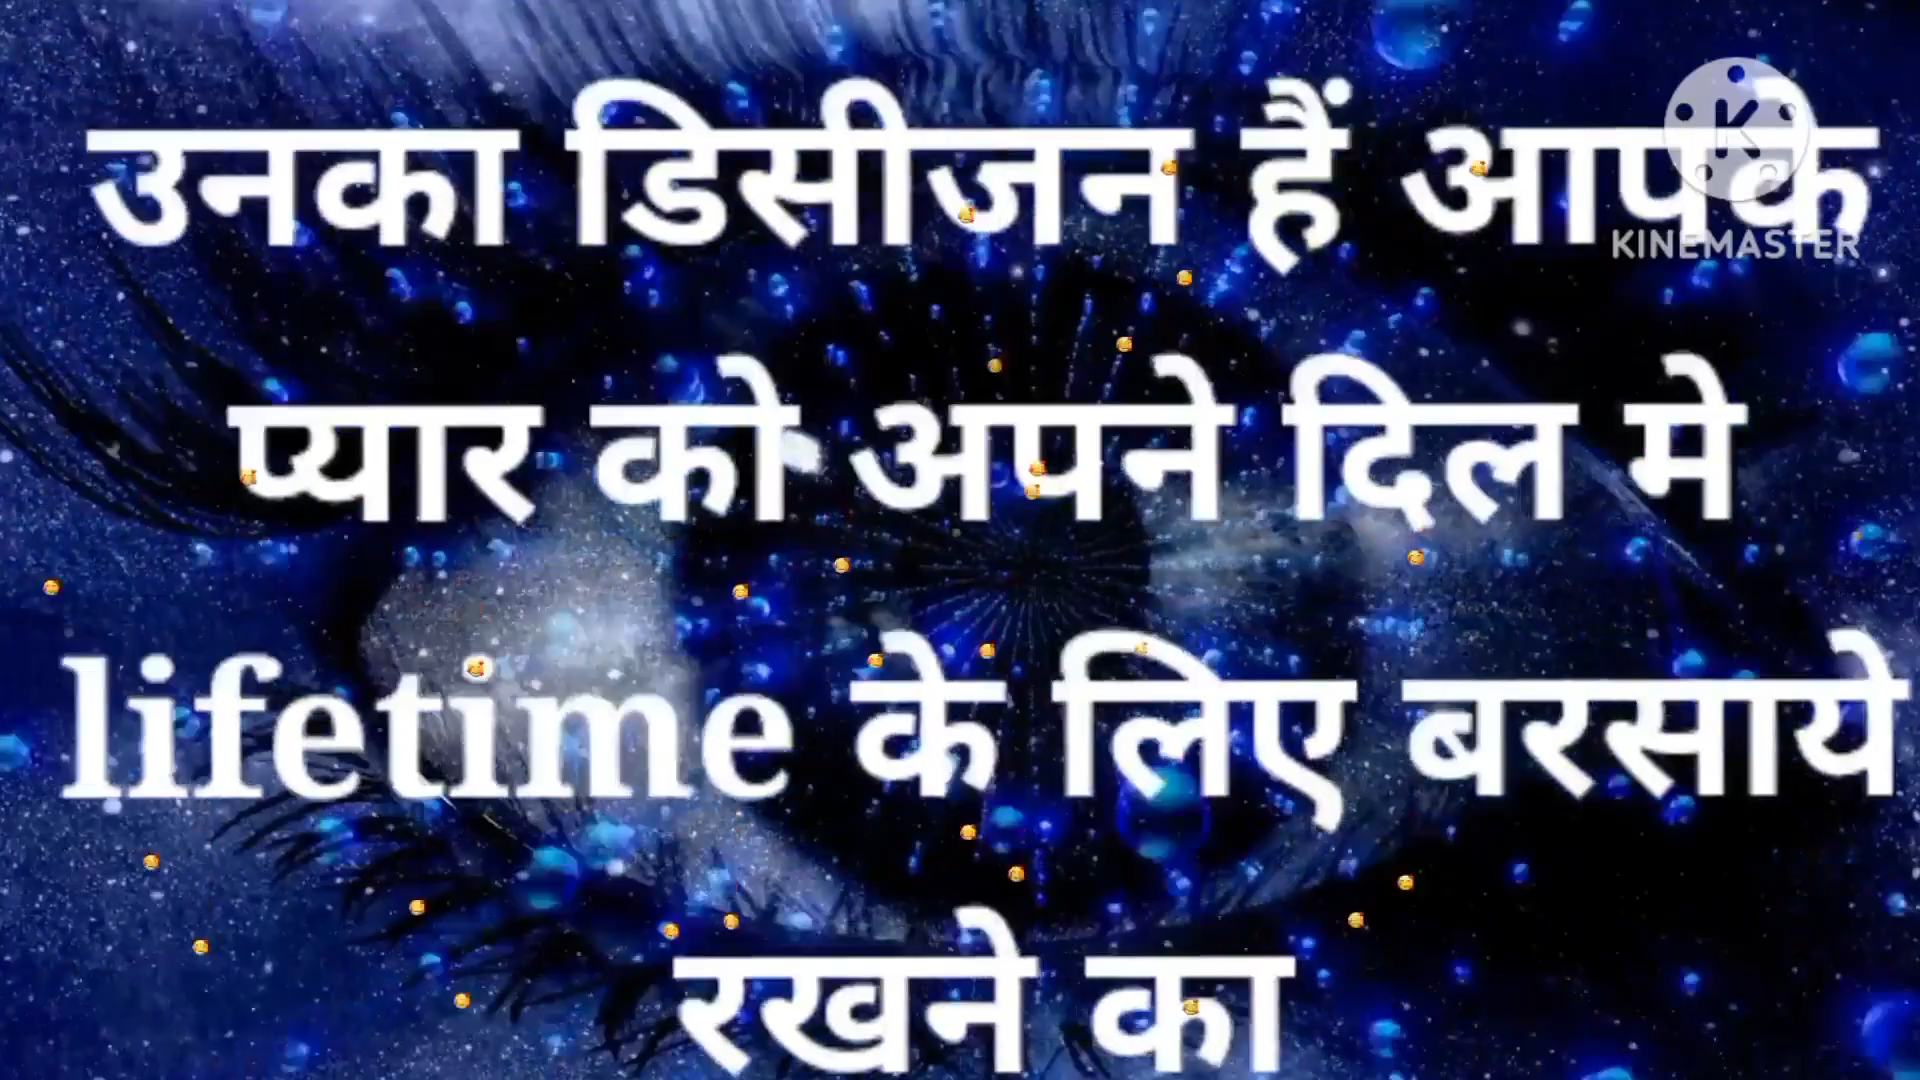 उनका डिसीजन हैं आपके
KINEMASTER
प्यार को अपने दिल मे
lifetime के लिए बरसाये
रखने का